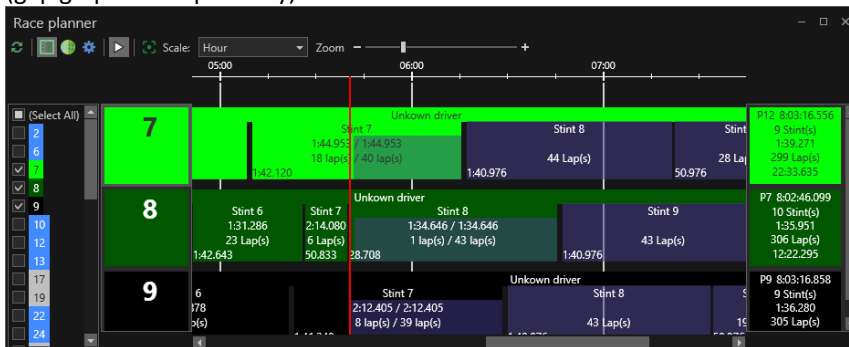 Race planner
Scale: Hour Zoom
05:00 06:00 07:00
(Select All)
2
6
7
8
9
10
12
13
17
19
22
24
7
Unkown driver
Stint 7
1:44.953 / 1:44.953
18 lap(s) / 40 lap(s)
1:42.120
Stint 8
44 Lap(s)
1:40.976
Stint
28 La
50.976
P12 8:03:16.556
9 Stint(s)
1:39.271
299 Lap(s)
22:33.635
8
Unkown driver
Stint 6
1:31.286
23 Lap(s)
1:42.643
Stint 7
2:14.080
6 Lap(s)
50.833
Stint 8
1:34.646 / 1:34.646
1 lap(s) / 43 lap(s)
28.708
Stint 9
43 Lap(s)
1:40.976
P7 8:02:46.099
10 Stint(s)
1:35.951
306 Lap(s)
12:22.295
9
Unkown driver
6
378
Stint 7
2:12.405 / 2:12.405
8 lap(s) / 39 lap(s)
Stint 8
43 Lap(s)
19
P9 8:03:16.858
9 Stint(s)
1:36.280
305 Lap(s)